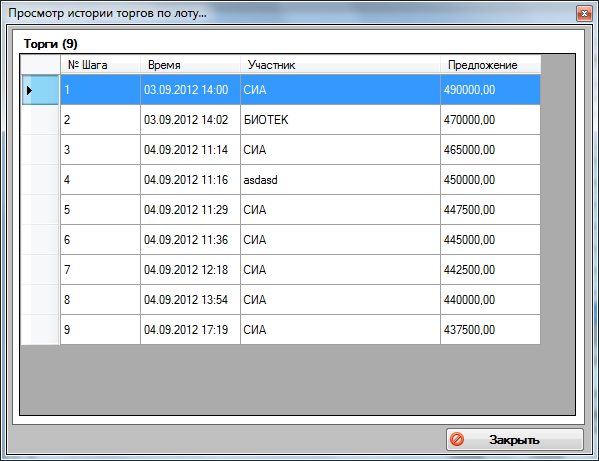 Просмотр истории торгов по лоту...
Торги (9)
№ Шага Время Участник Предложение
1 03.09.2012 14:00 СИА 490000,00
2 03.09.2012 14:02 БИОТЕК 470000,00
3 04.09.2012 11:14 СИА 465000,00
4 04.09.2012 11:16 asdasd 450000,00
5 04.09.2012 11:29 СИА 447500,00
6 04.09.2012 11:36 СИА 445000,00
7 04.09.2012 12:18 СИА 442500,00
8 04.09.2012 13:54 СИА 440000,00
9 04.09.2012 17:19 СИА 437500,00
Закрыть